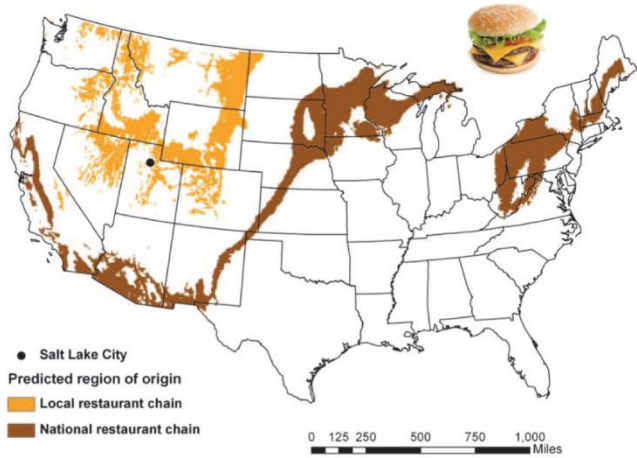 Salt Lake City
Predicted region of origin
Local restaurant chain
National restaurant chain
0 125 250 500 750 1,000
Miles